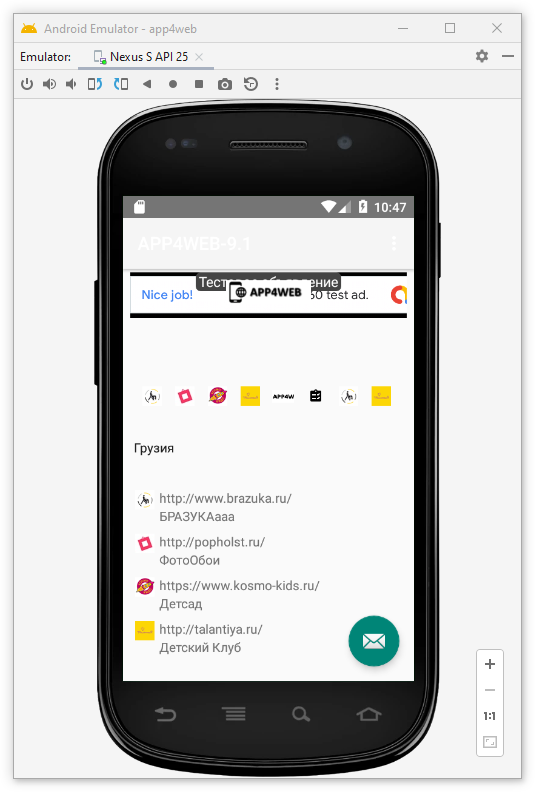 Android Emulator - app4web
Emulator:
Nexus S API 25
10:47
APP4WEB-9.1
Nice job!
Тестовое объявление
APP4WEB
50 test ad.
APP4W
Грузия
http://www.brazuka.ru/
БРАЗУКАааа
http://popholst.ru/
ФотоОбои
https://www.kosmo-kids.ru/
Детсад
http://talantiya.ru/
Детский Клуб
1:1